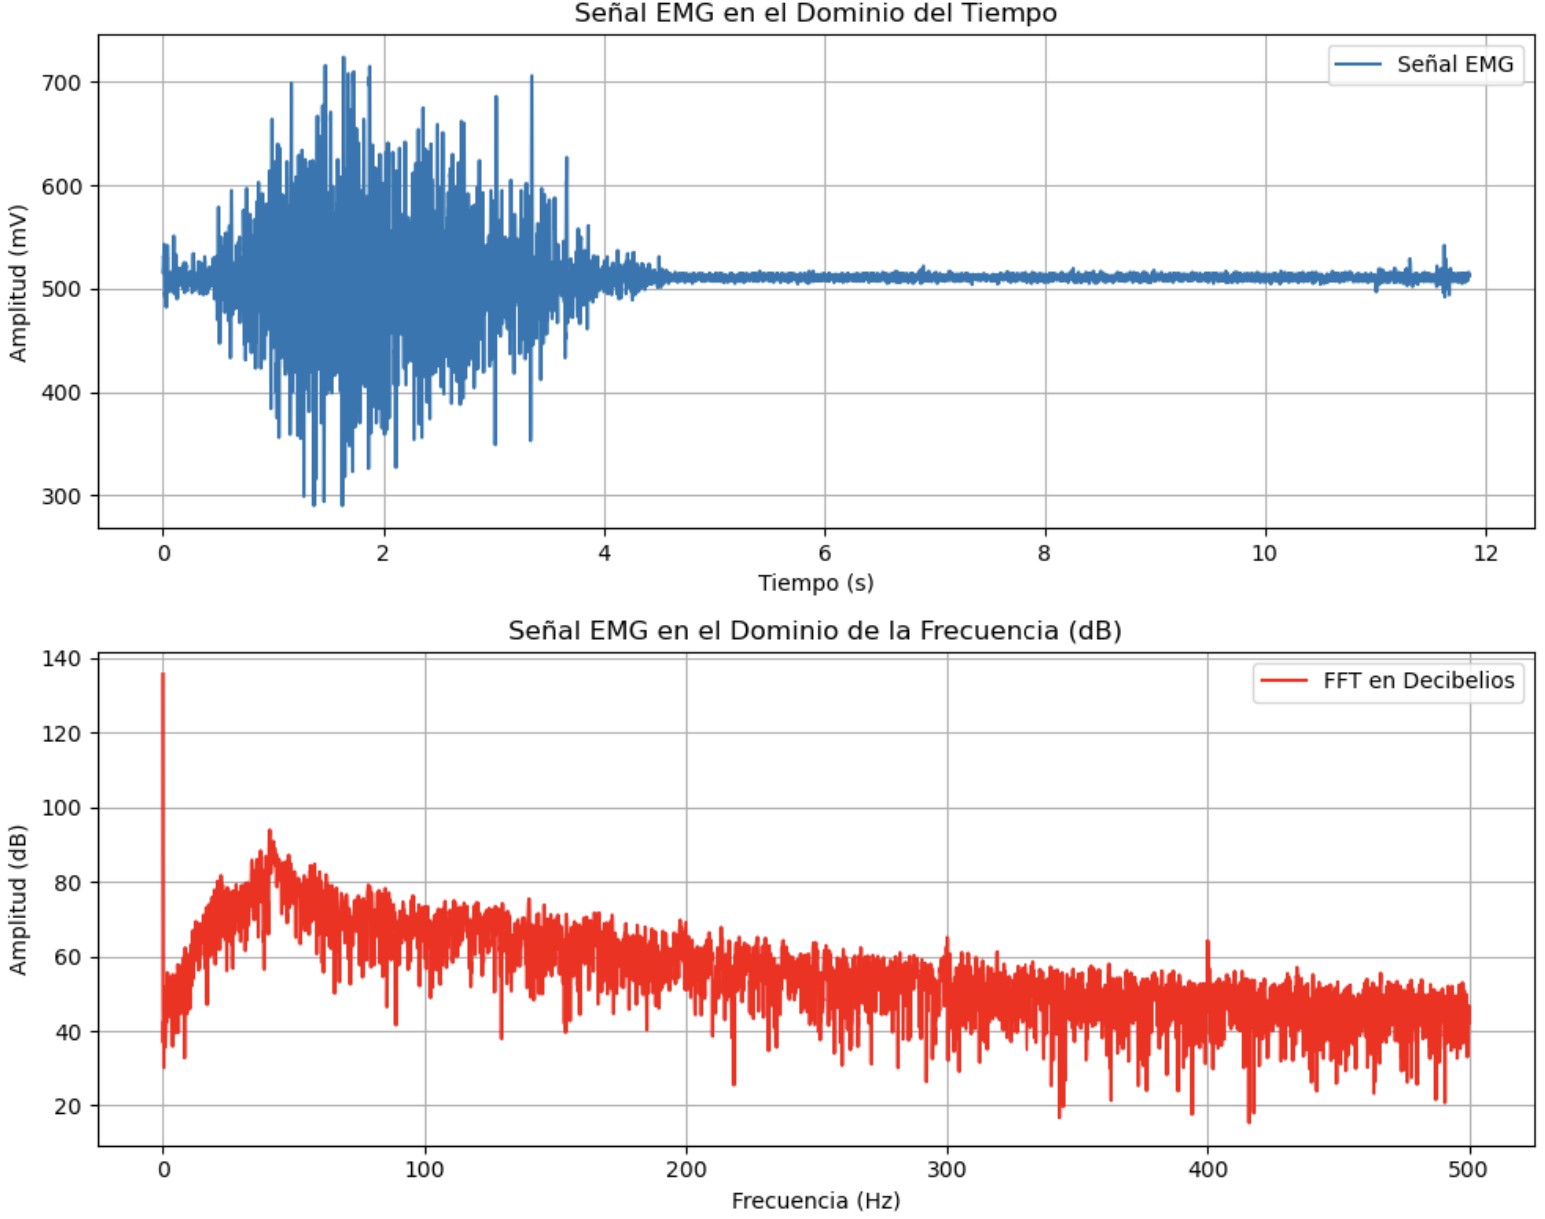 Señal EMG en el Dominio del Tiempo
Señal EMG
Amplitud (mV)
700
600
500
400
300
0 2 4 6 8 10 12
Tiempo (s)
Señal EMG en el Dominio de la Frecuencia (dB)
FFT en Decibelios
Amplitud (dB)
140
120
100
80
60
40
20
0 100 200 300 400 500
Frecuencia (Hz)